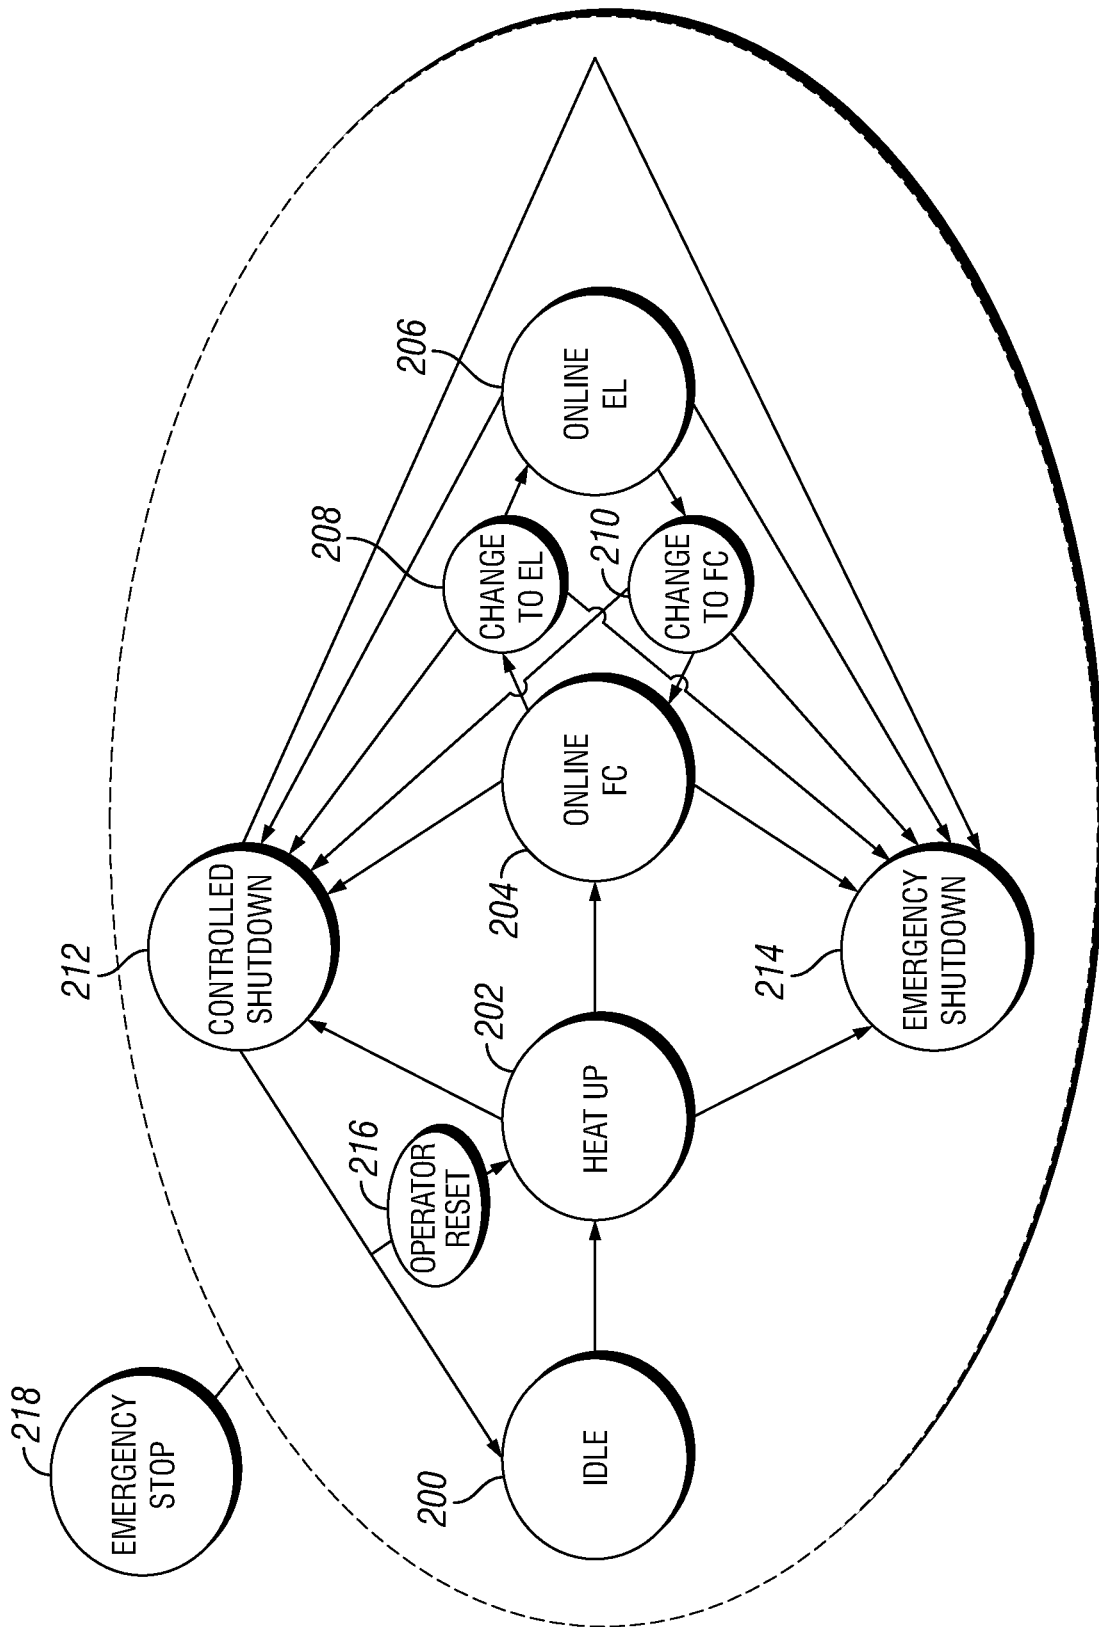 218
EMERGENCY
STOP
212
CONTROLLED
SHUTDOWN
216
OPERATOR
RESET
200
IDLE
202
HEAT UP
204
ONLINE
FC
208
CHANGE
TO EL
206
ONLINE
EL
210
CHANGE
TO FC
214
EMERGENCY
SHUTDOWN